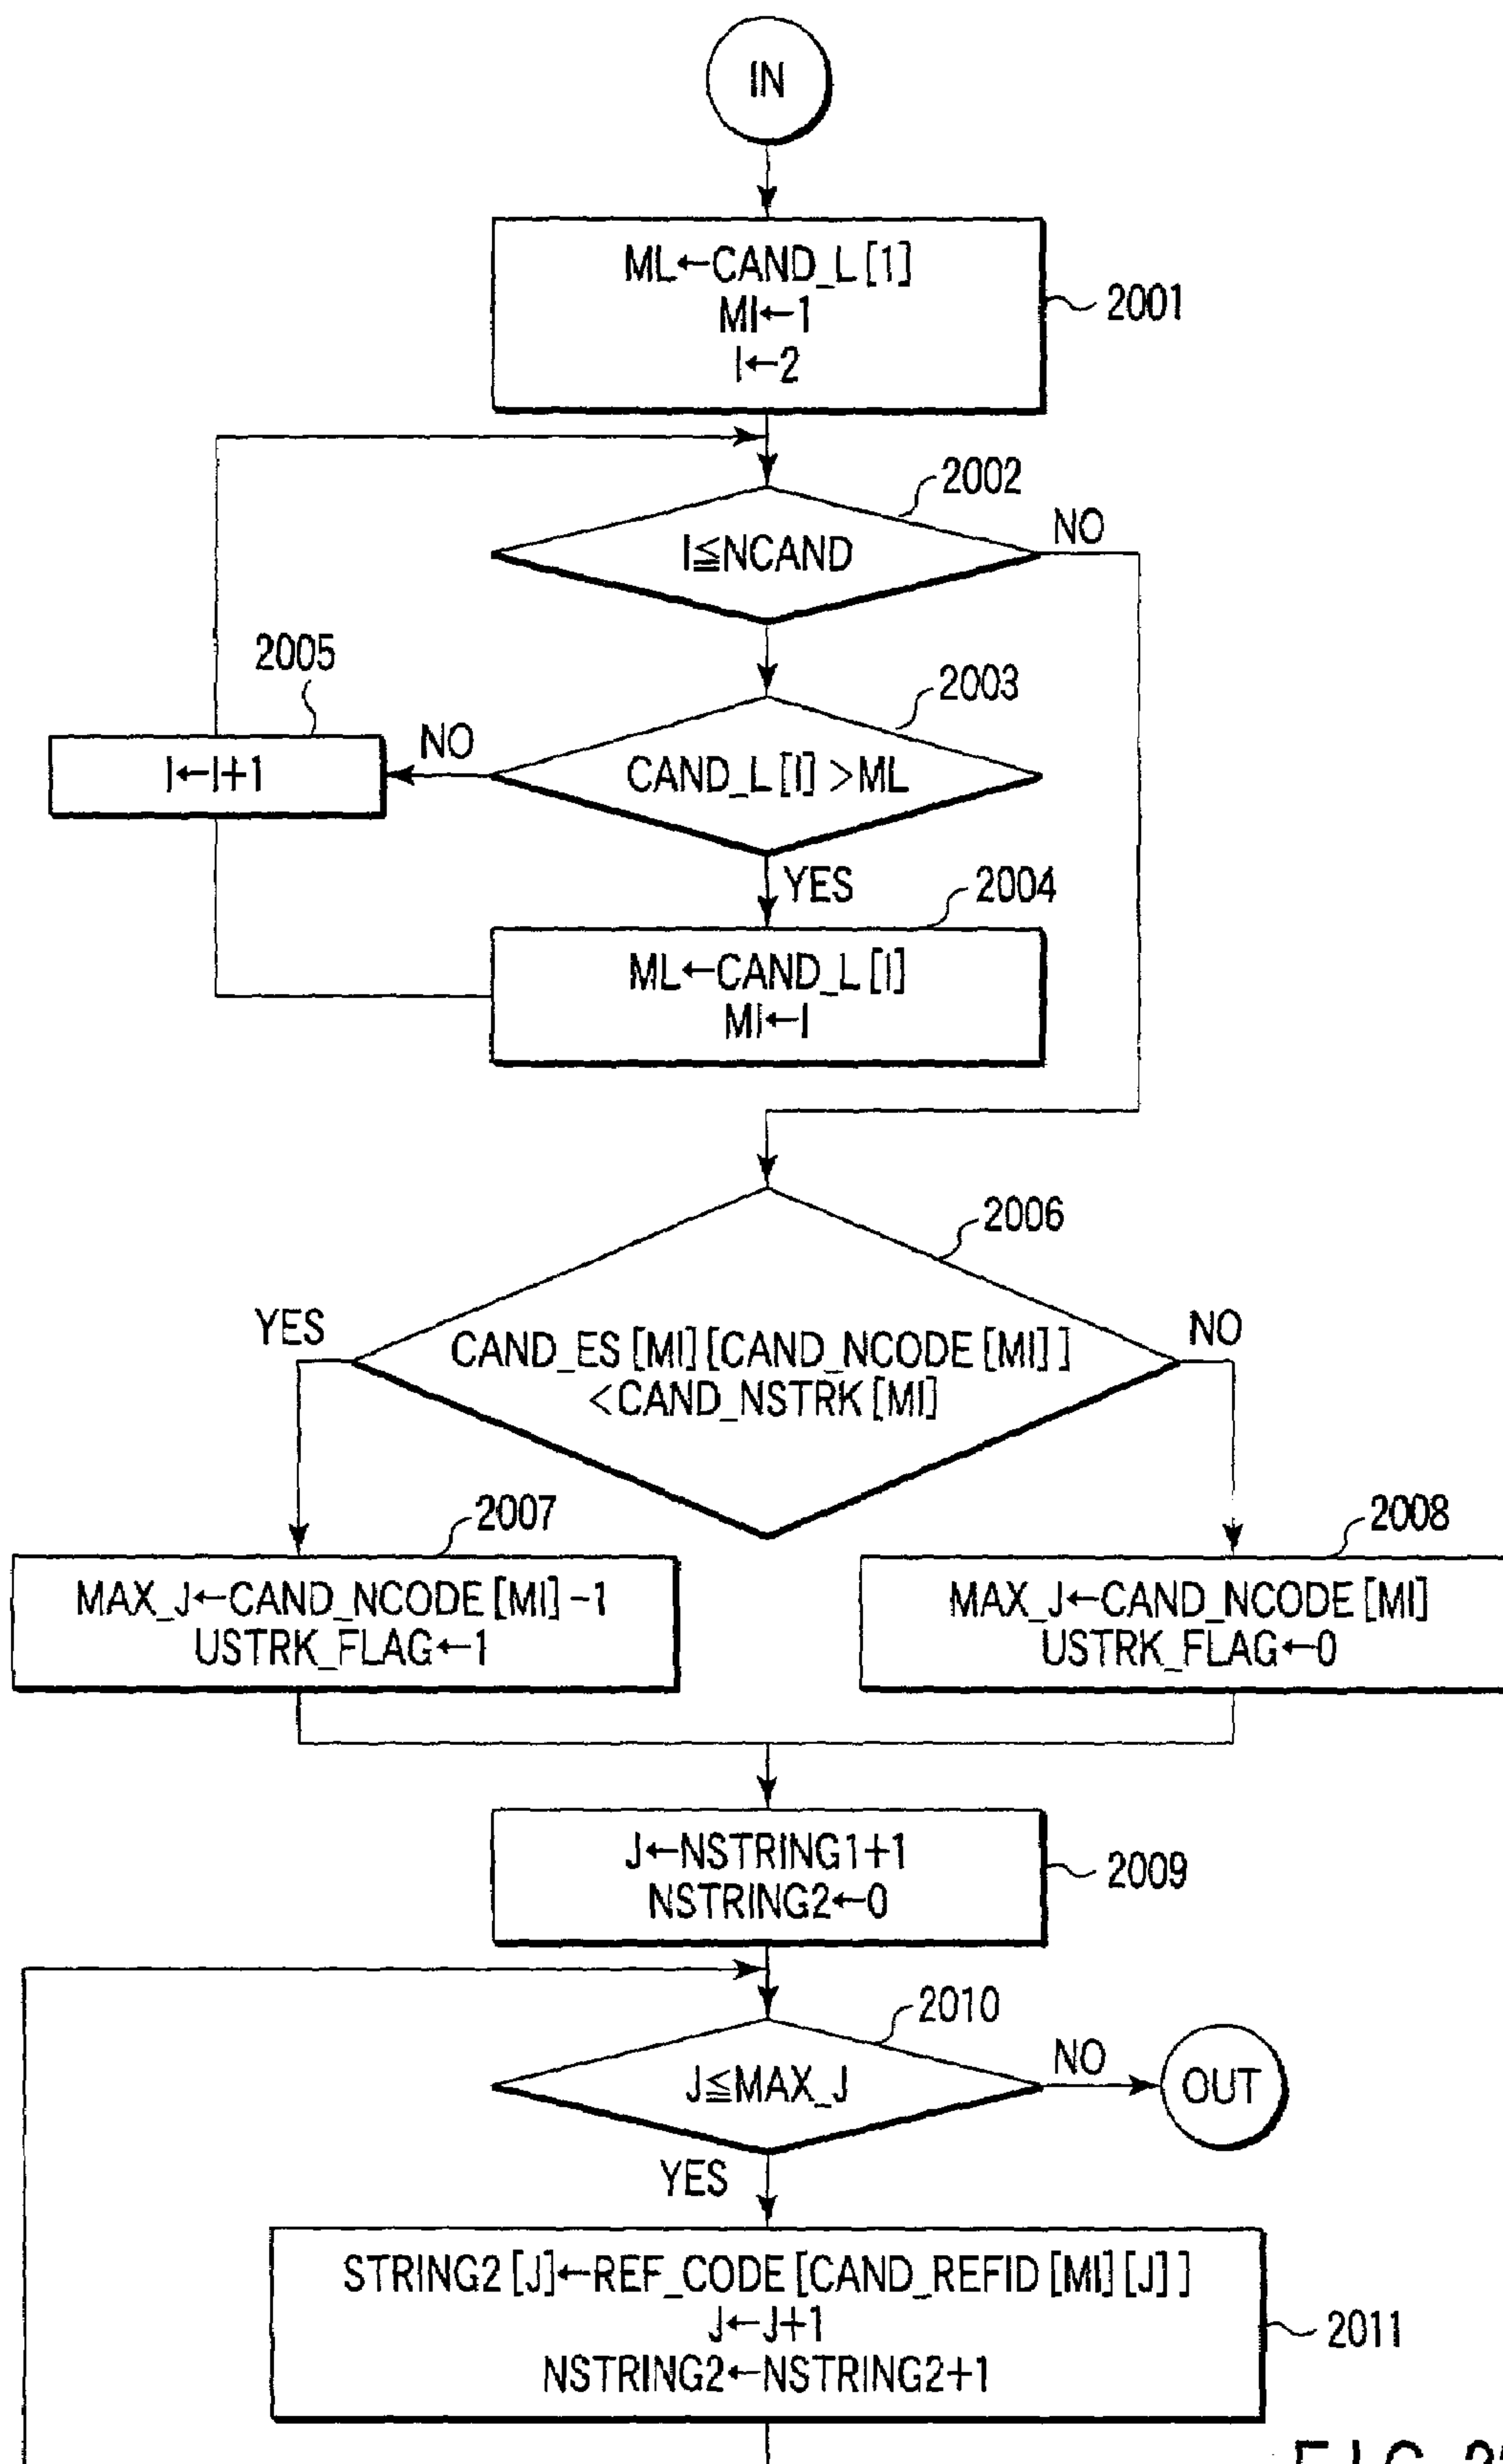 IN
ML←CAND_L[1]
MI←1
I←2
2001
2002
I≦NCAND
NO
2005
2003
I←I+1
NO
CAND_L[I]>ML
YES
2004
ML←CAND_L[I]
MI←I
2006
YES
CAND_ES[MI][CAND_NCODE[MI]]
<CAND_NSTRK[MI]
NO
2007
2008
MAX_J←CAND_NCODE[MI]-1
USTRK_FLAG←1
MAX_J←CAND_NCODE[MI]
USTRK_FLAG←0
J←NSTRING1+1
NSTRING2←0
2009
2010
J≦MAX_J
NO
OUT
YES
STRING2[J]←REF_CODE[CAND_REFID[MI][J]]
J←J+1
NSTRING2←NSTRING2+1
2011
FIG.